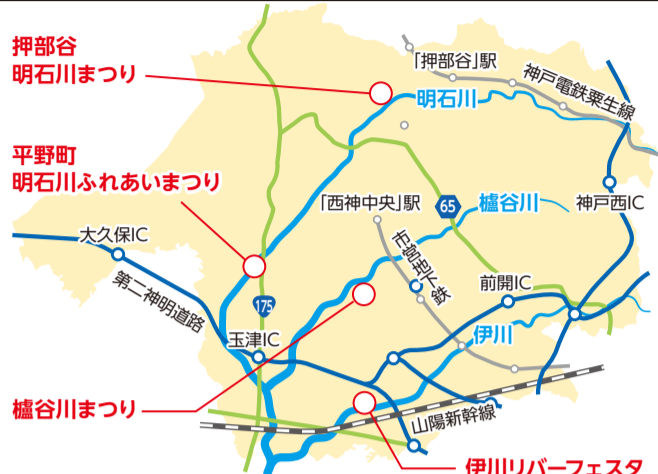 押部谷
明石川まつり
「押部谷」駅
神戸電鉄粟生線
明石川
平野町
明石川ふれあいまつり
「西神中央」駅
65
櫨谷川
神戸西IC
大久保IC
市営地下鉄
前開IC
第二神明道路
175
玉津IC
伊川
櫨谷川まつり
山陽新幹線
伊川リバーフェスタ